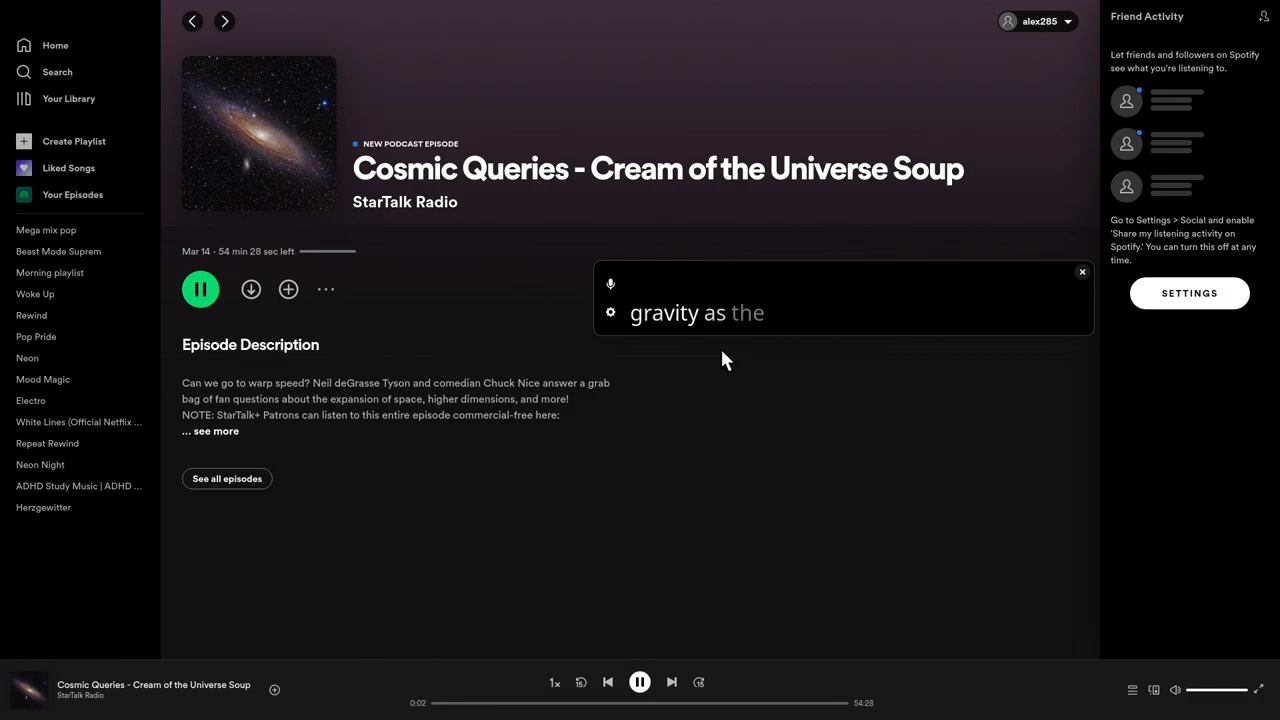 Home
Search
Your Library
Create Playlist
Liked Songs
Your Episodes
Mega mix pop
Beast Mode Suprem
Morning playlist
Woke Up
Rewind
Pop Pride
Neon
Mood Magic
Electro
White Lines (Official Netflix ...
Repeat Rewind
Neon Night
ADHD Study Music | ADHD ...
Herzgewitter
alex285
NEW PODCAST EPISODE
Cosmic Queries - Cream of the Universe Soup
StarTalk Radio
Mar 14 · 54 min 28 sec left
gravity as the
Episode Description
Can we go to warp speed? Neil deGrasse Tyson and comedian Chuck Nice answer a grab
bag of fan questions about the expansion of space, higher dimensions, and more!
NOTE: StarTalk+ Patrons can listen to this entire episode commercial-free here:
... see more
See all episodes
Friend Activity
Let friends and followers on Spotify
see what you're listening to.
Go to Settings > Social and enable
'Share my listening activity on
Spotify.' You can turn this off at any
time.
SETTINGS
Cosmic Queries - Cream of the Universe Soup
StarTalk Radio
1x
15
15
0:02
54:28